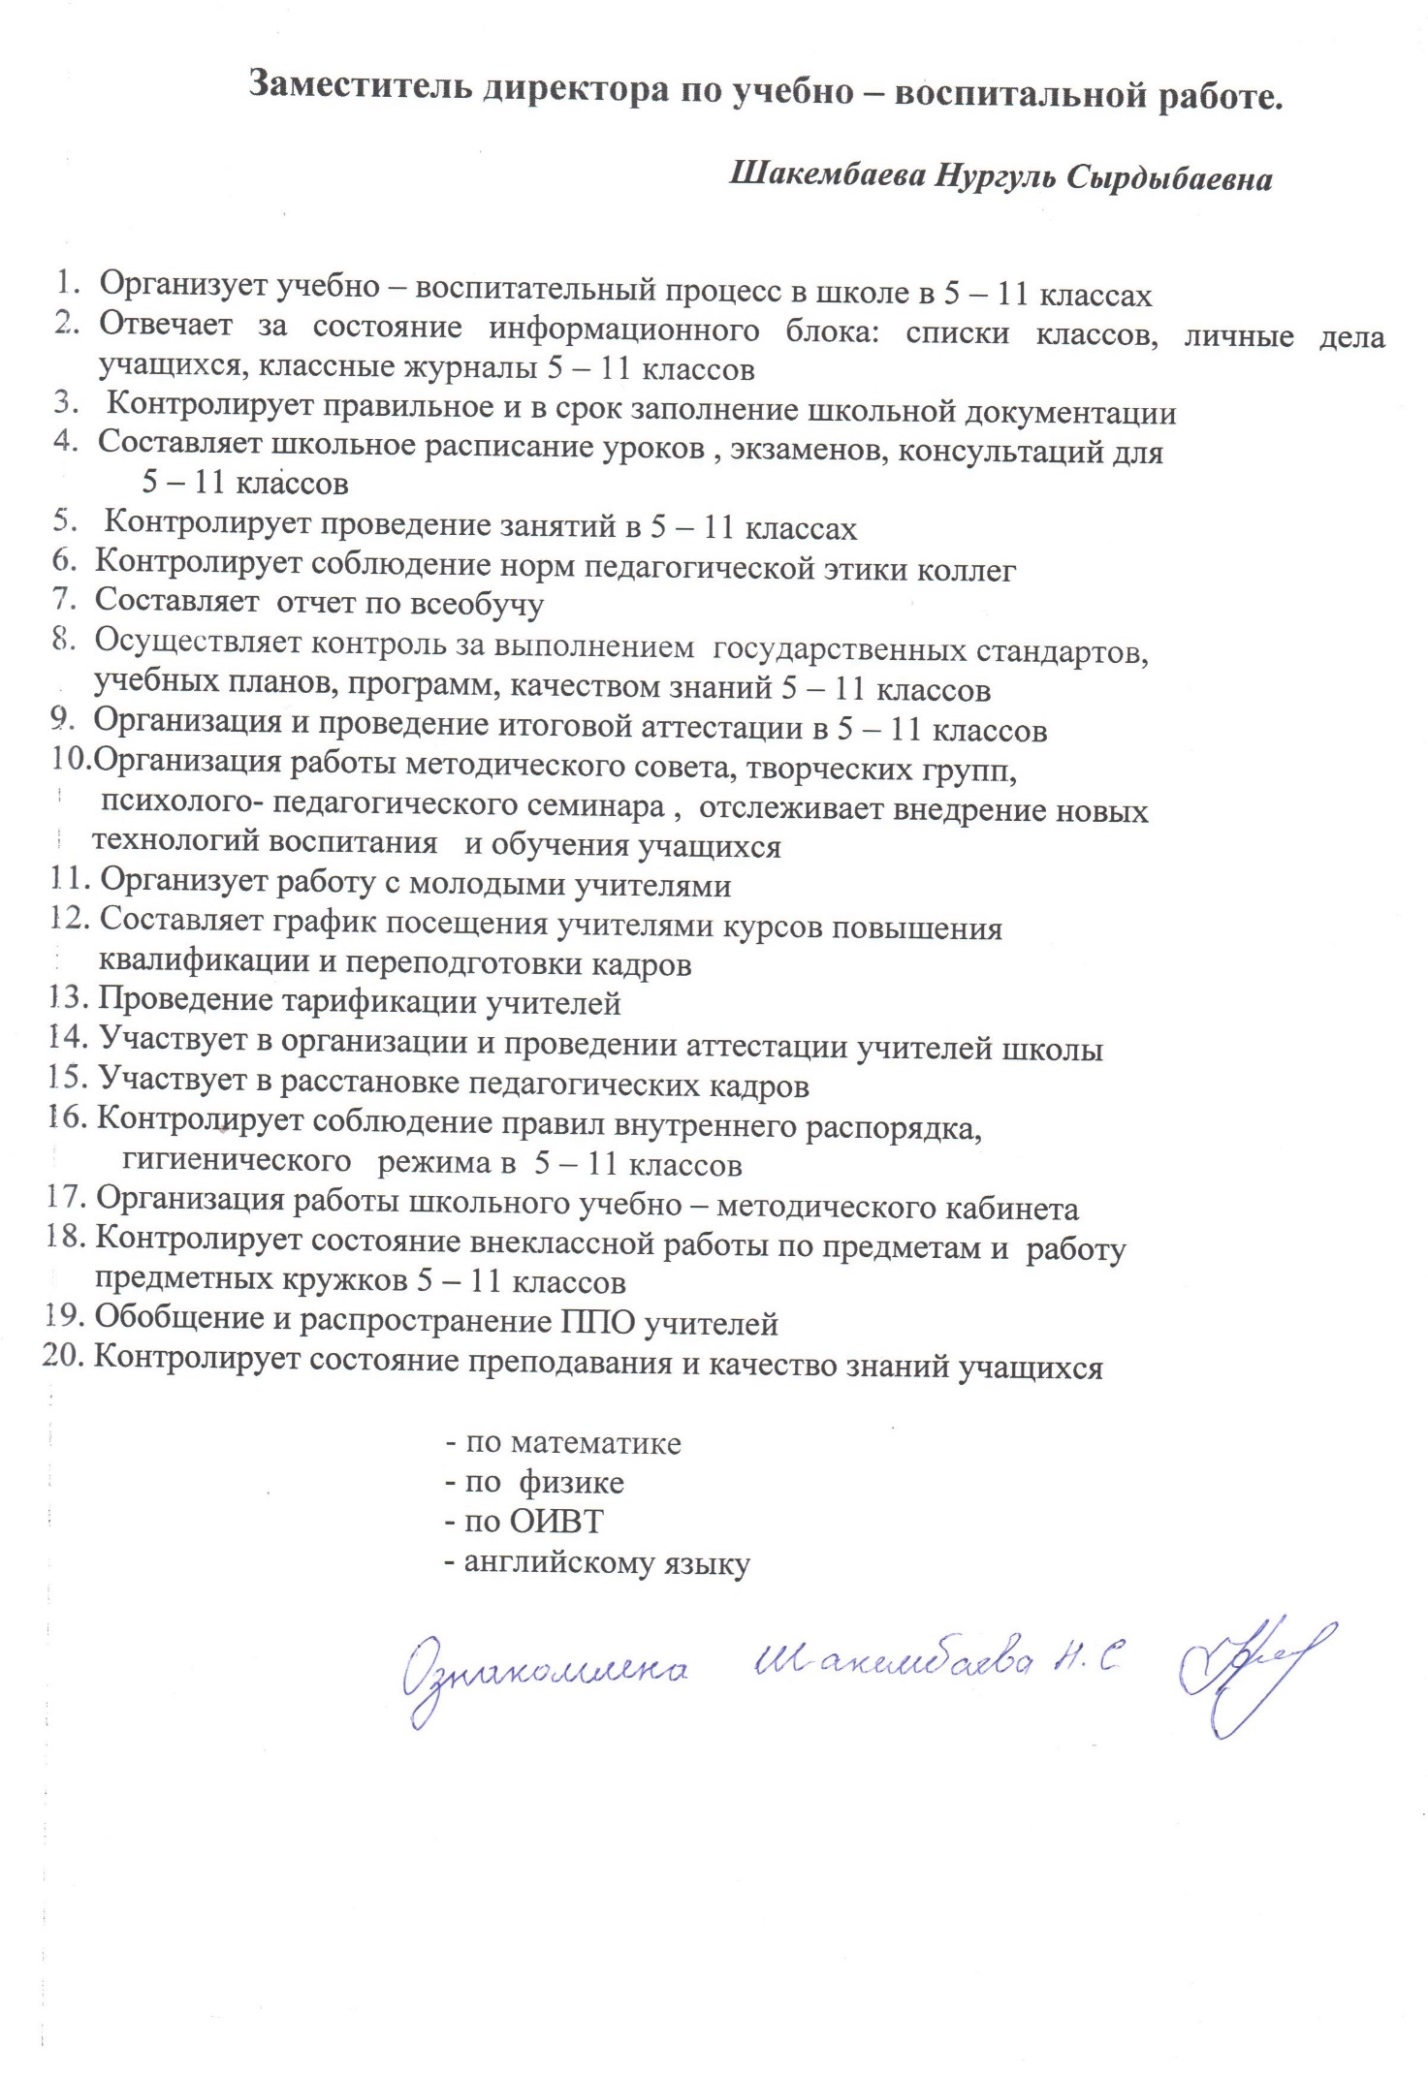 Заместитель директора по учебно – воспитальной работе.
Шакембаева Нургуль Сырдыбаевна
1. Организует учебно – воспитательный процесс в школе в 5 – 11 классах
2. Отвечает за состояние информационного блока: списки классов, личные дела
учащихся, классные журналы 5 – 11 классов
3. Контролирует правильное и в срок заполнение школьной документации
4. Составляет школьное расписание уроков , экзаменов, консультаций для
5 – 11 классов
5. Контролирует проведение занятий в 5 – 11 классах
6. Контролирует соблюдение норм педагогической этики коллег
7. Составляет отчет по всеобучу
8. Осуществляет контроль за выполнением государственных стандартов,
учебных планов, программ, качеством знаний 5 – 11 классов
9. Организация и проведение итоговой аттестации в 5 – 11 классов
10.Организация работы методического совета, творческих групп,
психолого- педагогического семинара , отслеживает внедрение новых
технологий воспитания и обучения учащихся
11. Организует работу с молодыми учителями
12. Составляет график посещения учителями курсов повышения
квалификации и переподготовки кадров
13. Проведение тарификации учителей
14. Участвует в организации и проведении аттестации учителей школы
15. Участвует в расстановке педагогических кадров
16. Контролирует соблюдение правил внутреннего распорядка,
гигиенического режима в 5 – 11 классов
17. Организация работы школьного учебно – методического кабинета
18. Контролирует состояние внеклассной работы по предметам и работу
предметных кружков 5 – 11 классов
19. Обобщение и распространение ППО учителей
20. Контролирует состояние преподавания и качество знаний учащихся
- по математике
- по физике
- по ОИВТ
- английскому языку
Ознакомлена Шакембаева Н. С